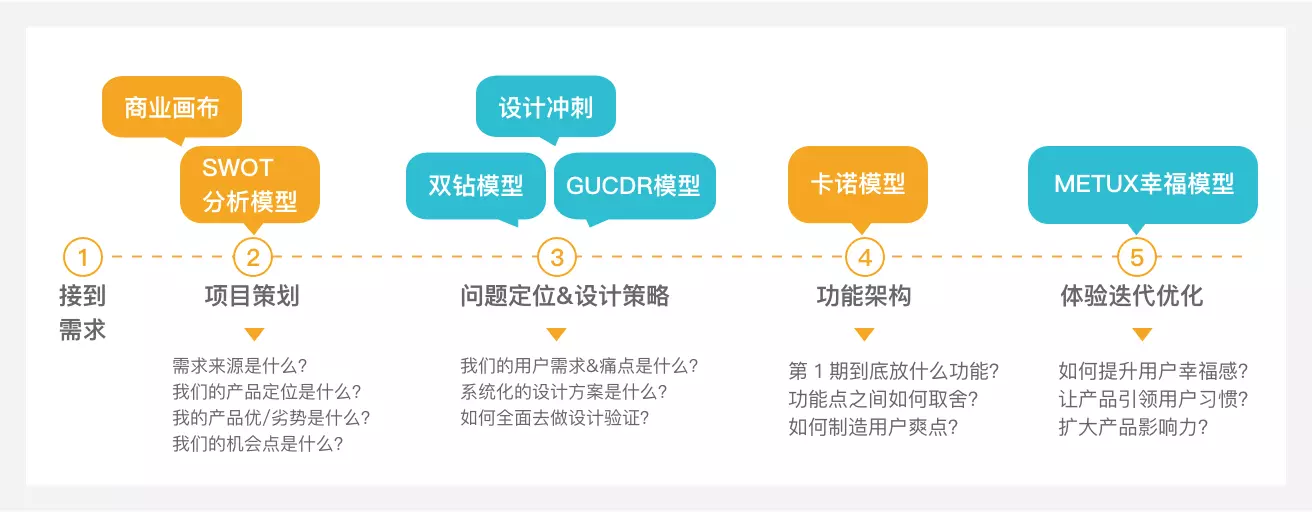 商业画布
SWOT
分析模型
设计冲刺
双钻模型
GUCDR模型
卡诺模型
METUX幸福模型
1
接到
需求
2
项目策划
需求来源是什么?
我们的产品定位是什么?
我的产品优/劣势是什么?
我们的机会点是什么?
3
问题定位&设计策略
我们的用户需求&痛点是什么?
系统化的设计方案是什么?
如何全面去做设计验证?
4
功能架构
第 1 期到底放什么功能?
功能点之间如何取舍?
如何制造用户爽点?
5
体验迭代优化
如何提升用户幸福感?
让产品引领用户习惯?
扩大产品影响力?